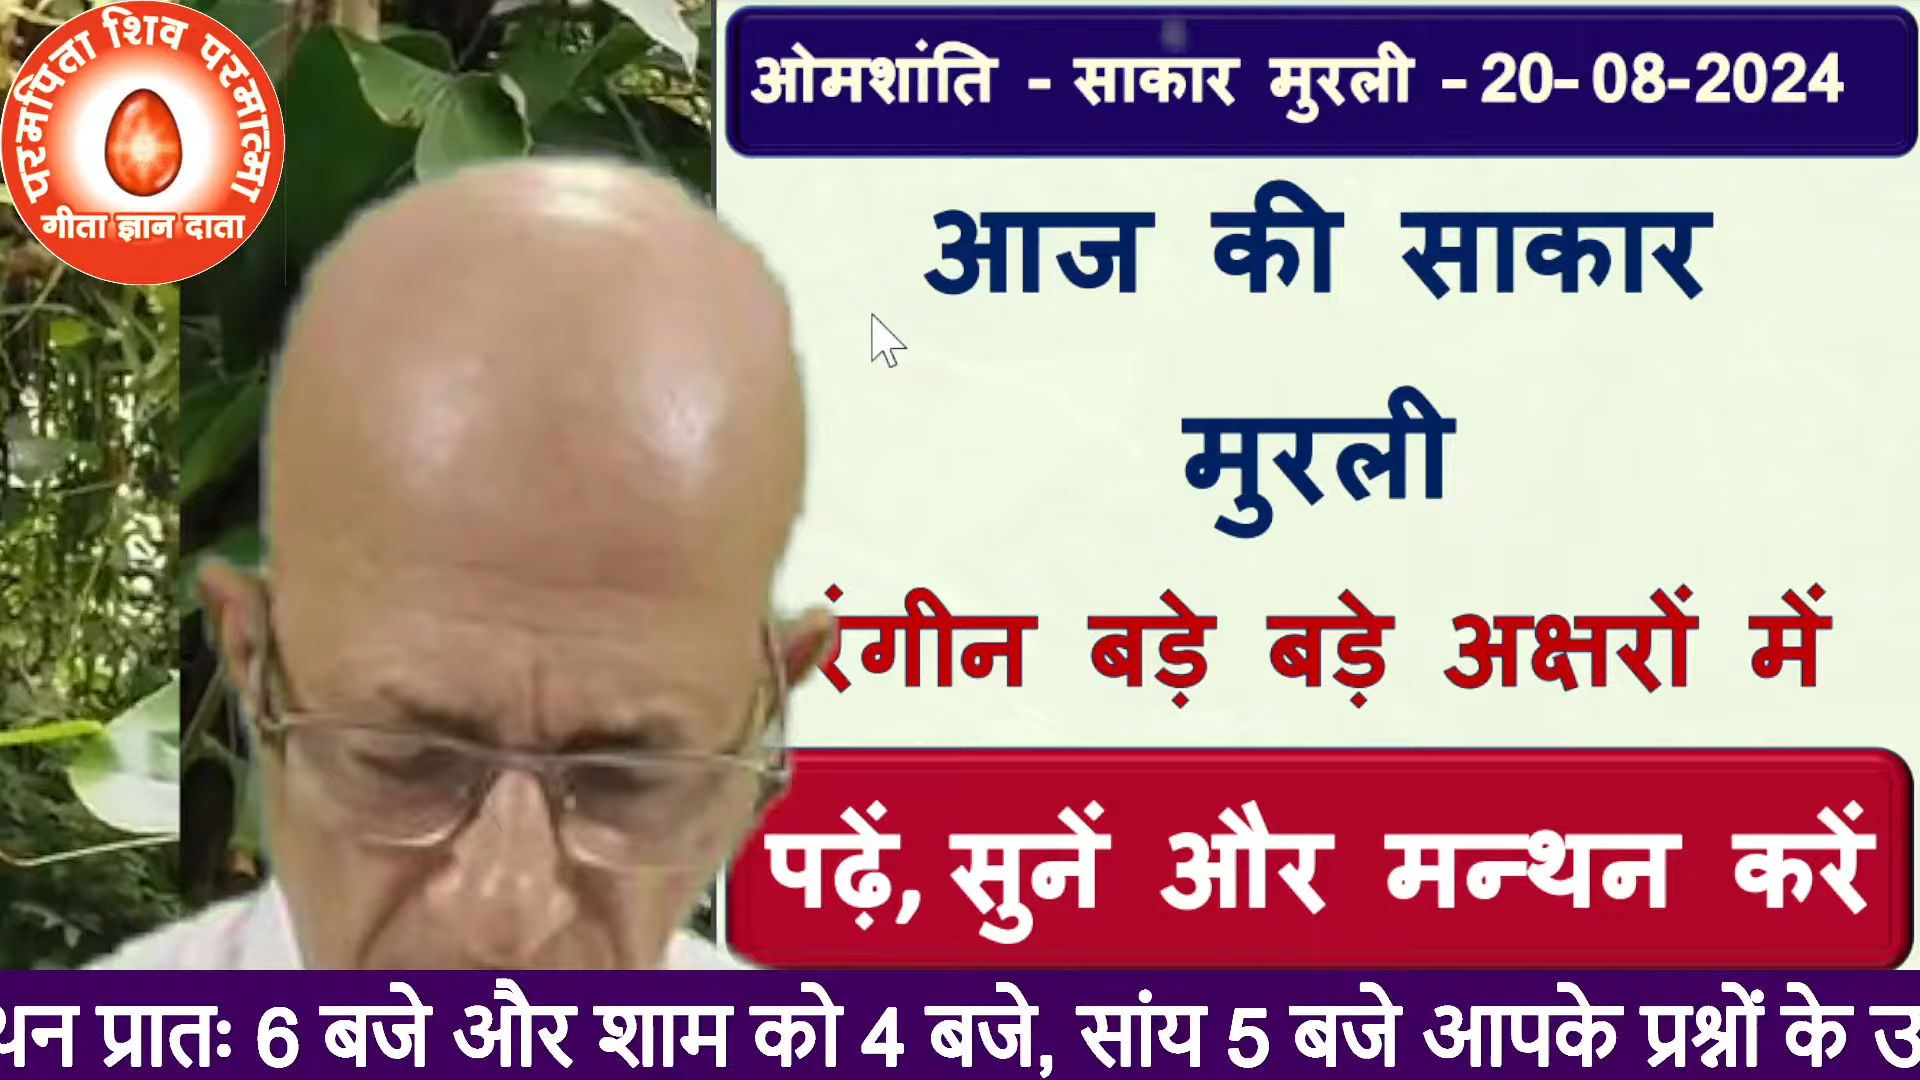 परमपिता शिव परमात्मा
गीता ज्ञान दाता
ओमशांति - साकार मुरली - 20-08-2024
आज की साकार
मुरली
रंगीन बड़े बड़े अक्षरों में
पढ़ें, सुनें और मन्थन करें
प्रातः 6 बजे और शाम को 4 बजे, सांय 5 बजे आपके प्रश्नों के